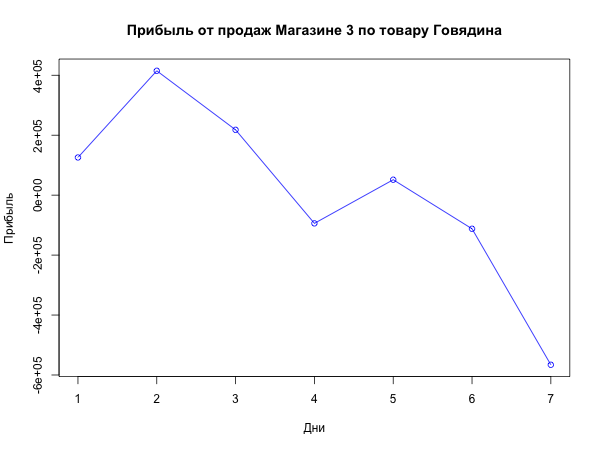 Прибыль от продаж Магазине 3 по товару Говядина
Прибыль
4e+05
2e+05
0e+00
-2e+05
-4e+05
-6e+05
1 2 3 4 5 6 7
Дни